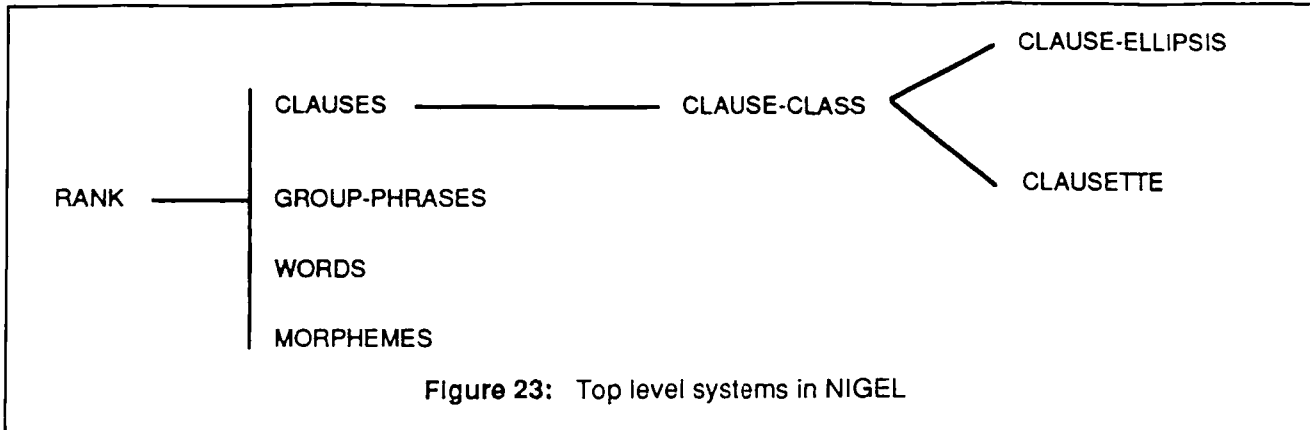 CLAUSE-ELLIPSIS
CLAUSES
CLAUSE-CLASS
CLAUSETTE
RANK
GROUP-PHRASES
WORDS
MORPHEMES
Figure 23: Top level systems in NIGEL